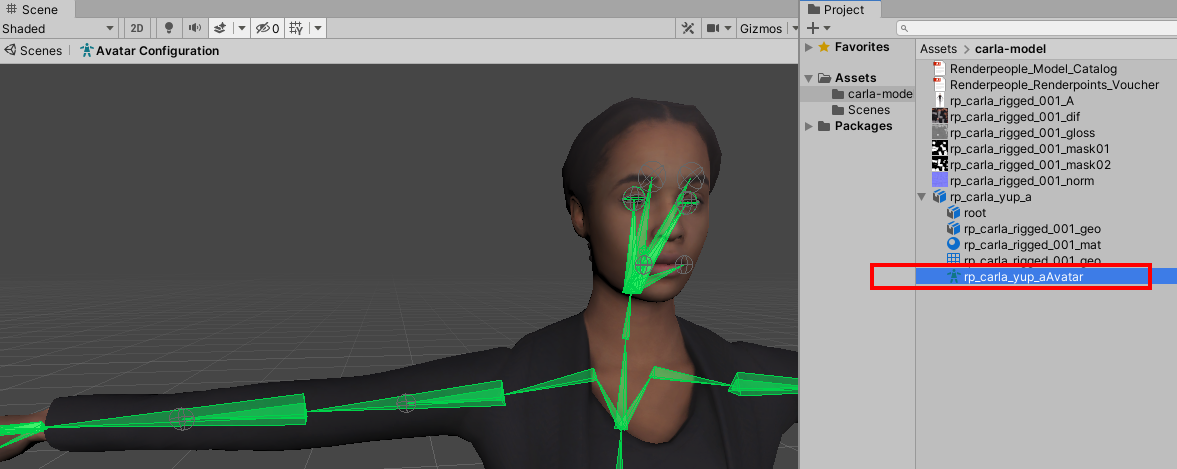 Scene
Shaded
2D
0
Gizmos
Scenes
Avatar Configuration
Project
Favorites
Assets
carla-mode
Scenes
Packages
Assets > carla-model
Renderpeople_Model_Catalog
Renderpeople_Renderpoints_Voucher
rp_carla_rigged_001_A
rp_carla_rigged_001_dif
rp_carla_rigged_001_gloss
rp_carla_rigged_001_mask01
rp_carla_rigged_001_mask02
rp_carla_rigged_001_norm
rp_carla_yup_a
root
rp_carla_rigged_001_geo
rp_carla_rigged_001_mat
rp_carla_rigged_001_geo
rp_carla_yup_aAvatar